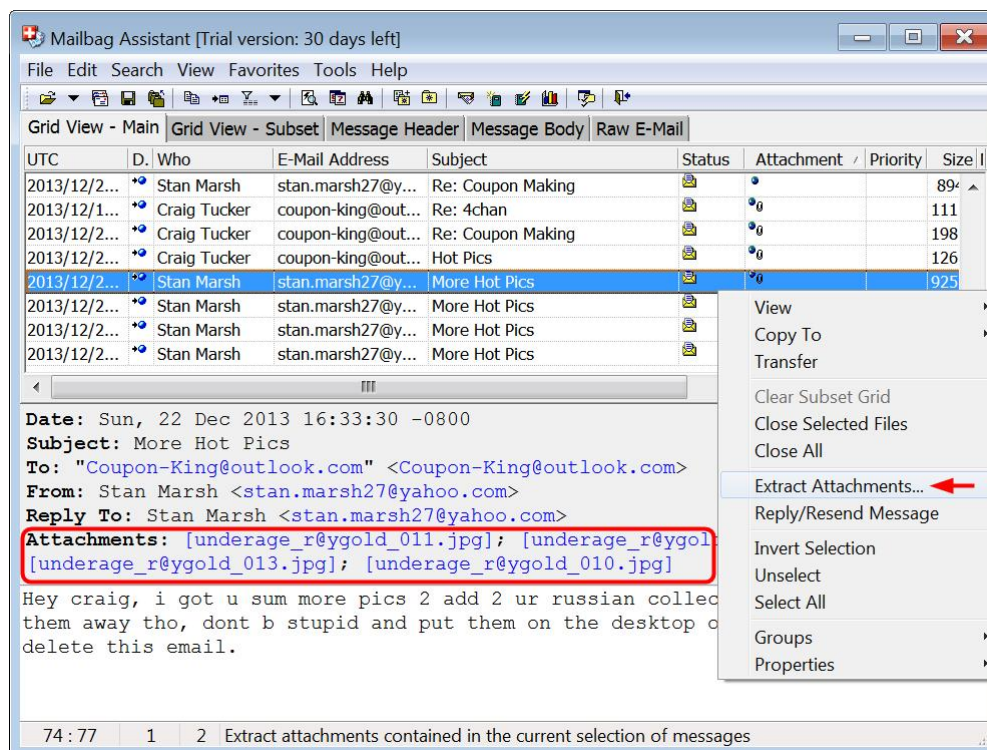 Mailbag Assistant [Trial version: 30 days left]
File Edit Search View Favorites Tools Help
Grid View - Main Grid View - Subset Message Header Message Body Raw E-Mail
UTC D. Who E-Mail Address Subject Status Attachment Priority Size
2013/12/2... Stan Marsh stan.marsh27@y... Re: Coupon Making 894
2013/12/1... Craig Tucker coupon-king@out... Re: 4chan 111
2013/12/2... Craig Tucker coupon-king@out... Re: Coupon Making 198
2013/12/2... Craig Tucker coupon-king@out... Hot Pics 126
2013/12/2... Stan Marsh stan.marsh27@y... More Hot Pics 925
2013/12/2... Stan Marsh stan.marsh27@y... More Hot Pics
2013/12/2... Stan Marsh stan.marsh27@y... More Hot Pics
2013/12/2... Stan Marsh stan.marsh27@y... More Hot Pics
View
Copy To
Transfer
Clear Subset Grid
Close Selected Files
Close All
Extract Attachments...
Reply/Resend Message
Invert Selection
Unselect
Select All
Groups
Properties
Date: Sun, 22 Dec 2013 16:33:30 -0800
Subject: More Hot Pics
To: "Coupon-King@outlook.com" <Coupon-King@outlook.com>
From: Stan Marsh <stan.marsh27@yahoo.com>
Reply To: Stan Marsh <stan.marsh27@yahoo.com>
Attachments: [underage_r@ygold_011.jpg]; [underage_r@ygol
[underage_r@ygold_013.jpg]; [underage_r@ygold_010.jpg]
Hey craig, i got u sum more pics 2 add 2 ur russian collec
them away tho, dont b stupid and put them on the desktop o
delete this email.
74 : 77 1 2 Extract attachments contained in the current selection of messages